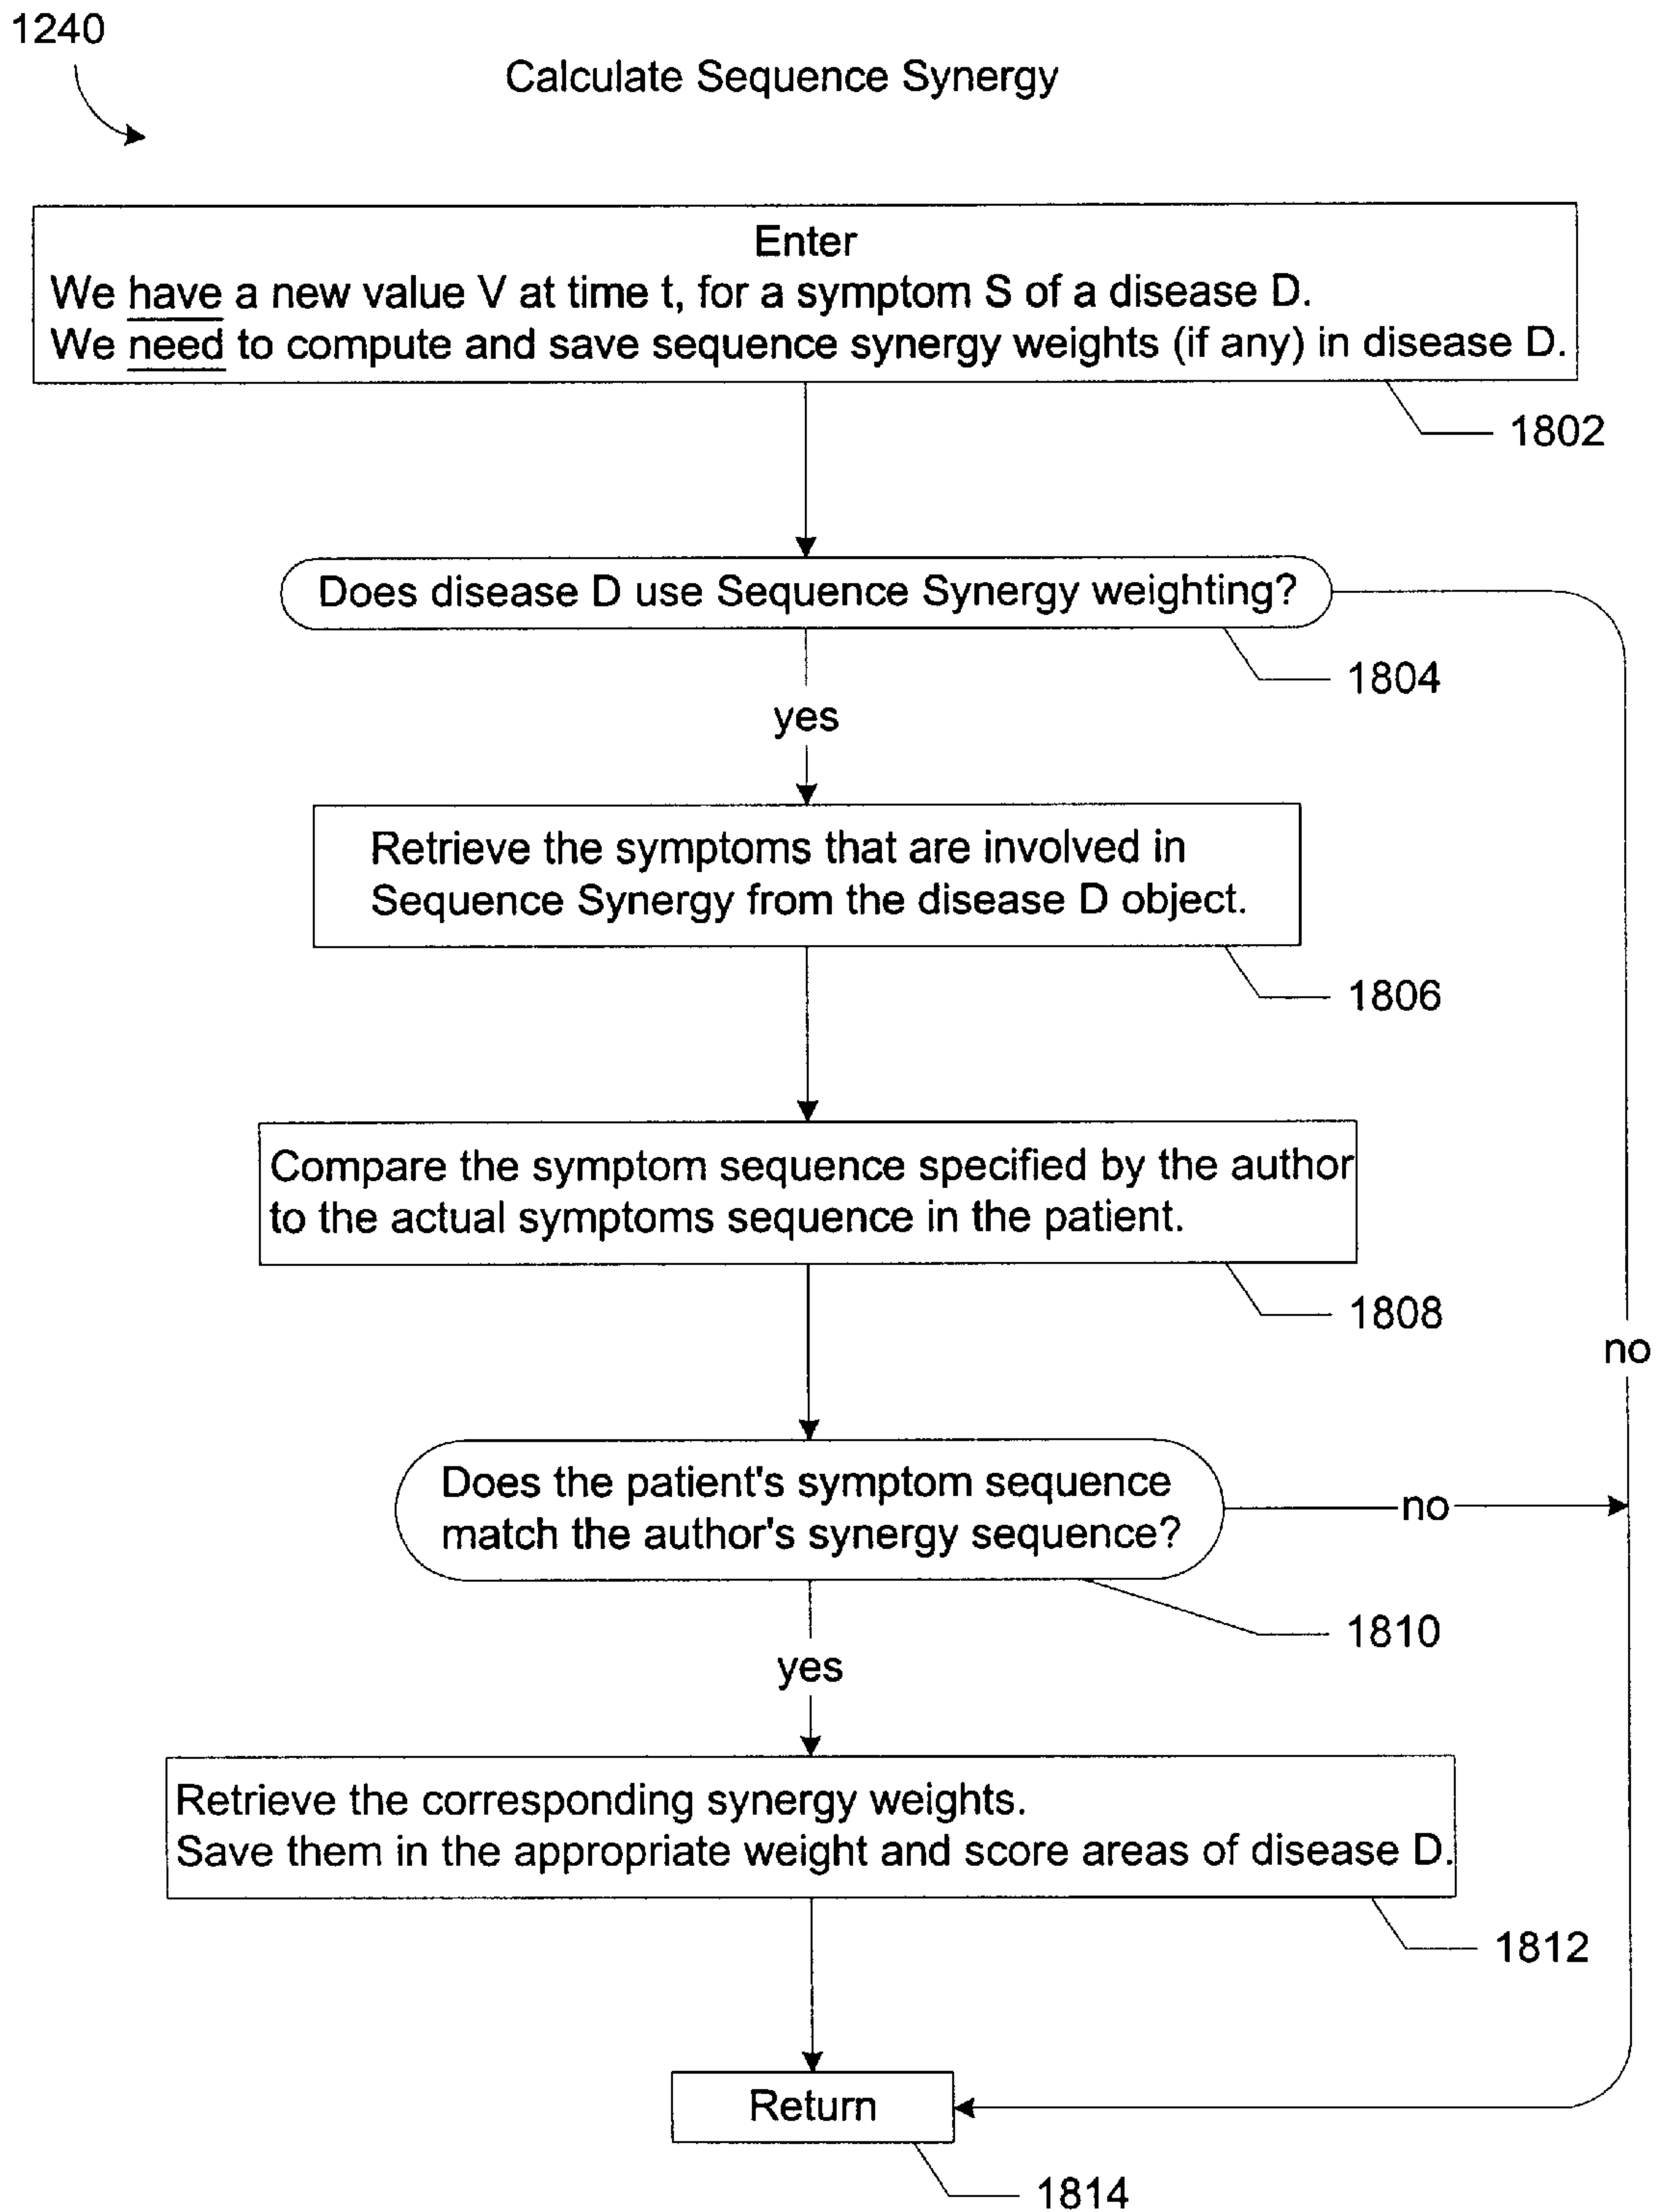 1240
Calculate Sequence Synergy
Enter
We have a new value V at time t, for a symptom S of a disease D.
We need to compute and save sequence synergy weights (if any) in disease D.
1802
Does disease D use Sequence Synergy weighting?
1804
yes
Retrieve the symptoms that are involved in
Sequence Synergy from the disease D object.
1806
Compare the symptom sequence specified by the author
to the actual symptoms sequence in the patient.
1808
no
Does the patient's symptom sequence
match the author's synergy sequence?
no
1810
yes
Retrieve the corresponding synergy weights.
Save them in the appropriate weight and score areas of disease D.
1812
Return
1814